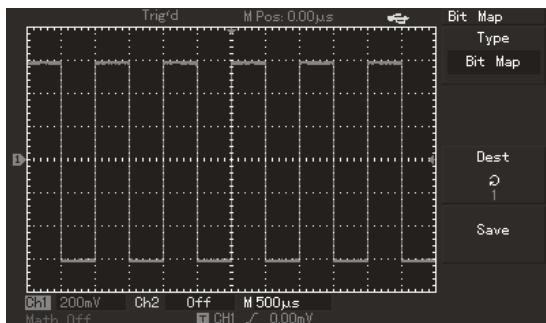 Trig'd M Pos: 0.00μs Bit Map
Type
Bit Map
1
Dest
1
Save
Ch1 200mV Ch2 Off M 500μs
Math Off T CH1 0.00mV